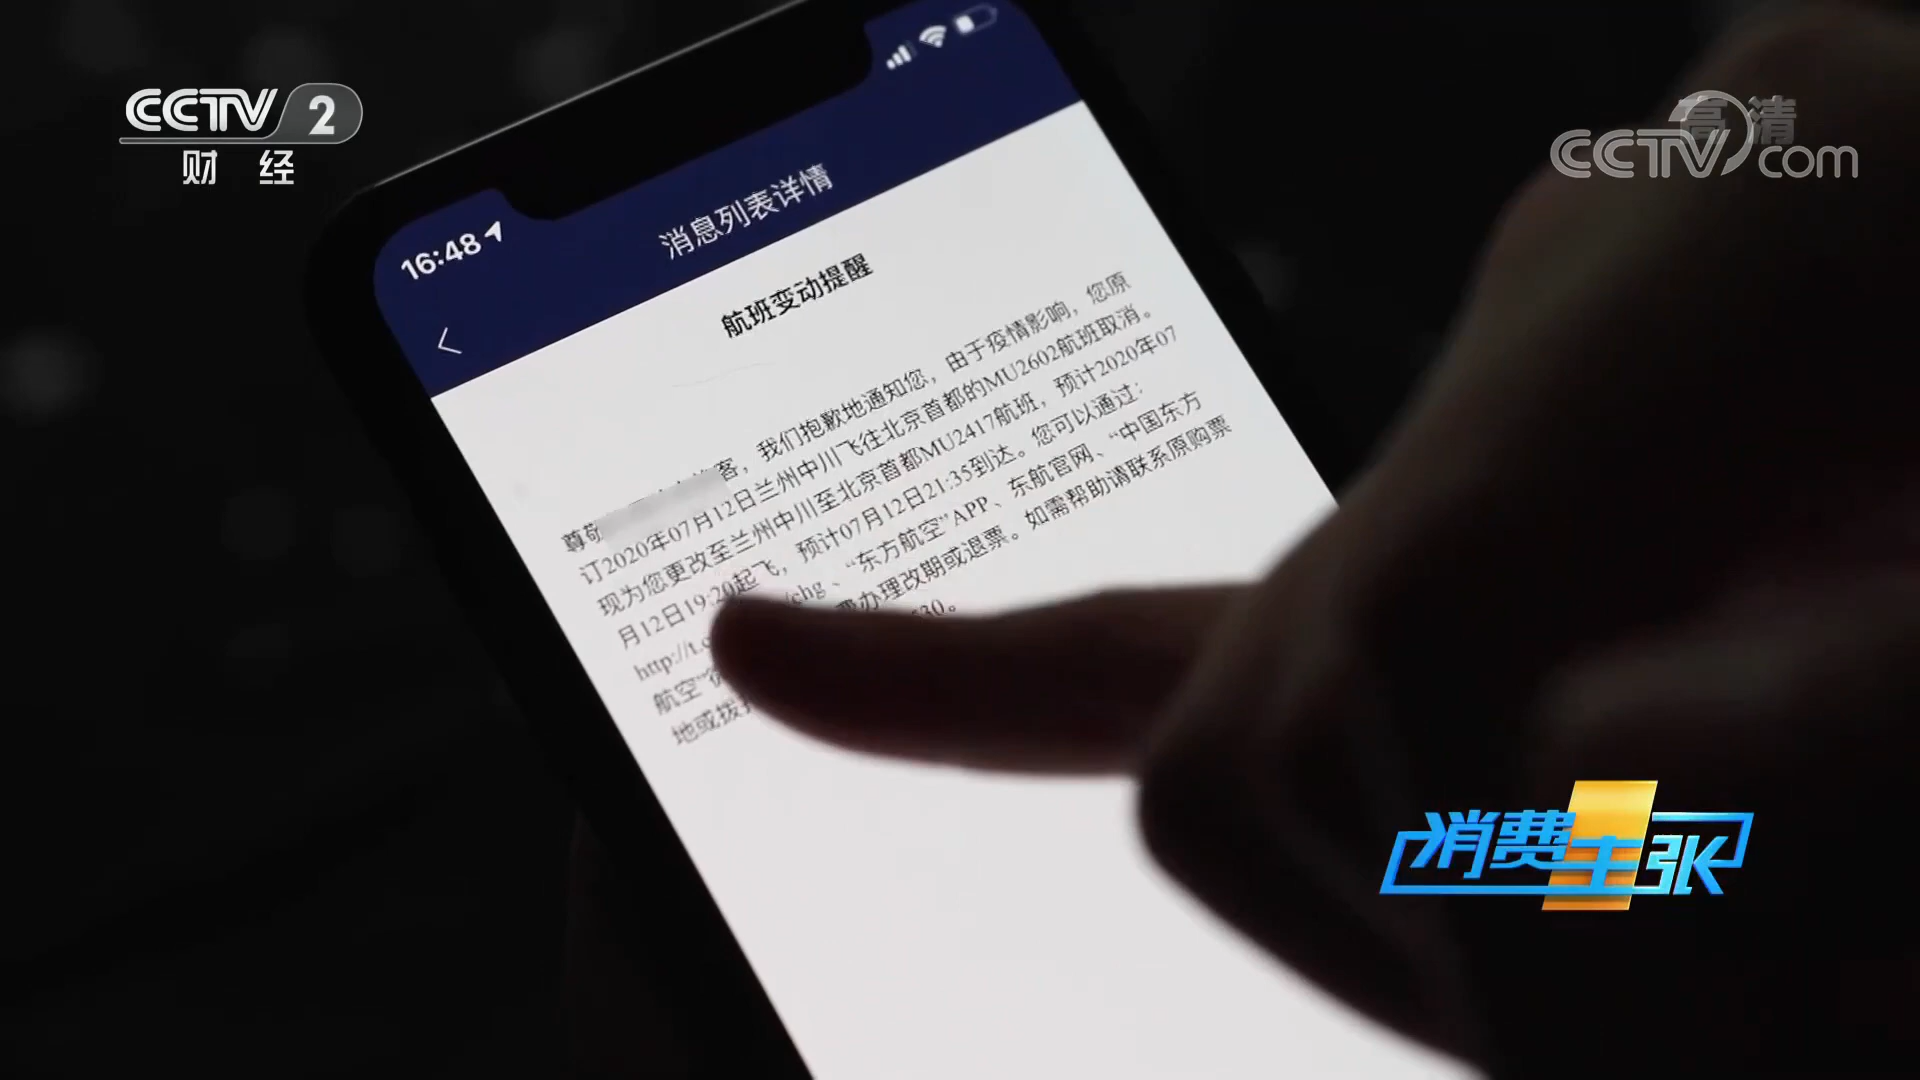 CCTV 2
财 经
高清
CCTV com
16:48
消息列表详情
航班变动提醒
尊敬 客，我们抱歉地通知您，由于疫情影响，您原
订2020年07月12日兰州中川飞往北京首都的MU2602航班取消。
现为您更改至兰州中川至北京首都MU2417航班，预计2020年07
月12日19:20起飞，预计07月12日21:35到达。您可以通过：
http://t. /chg 、“东方航空”APP、东航官网、“中国东方
航空” 办理改期或退票。如需帮助请联系原购票
地或拨 530。
消费主张